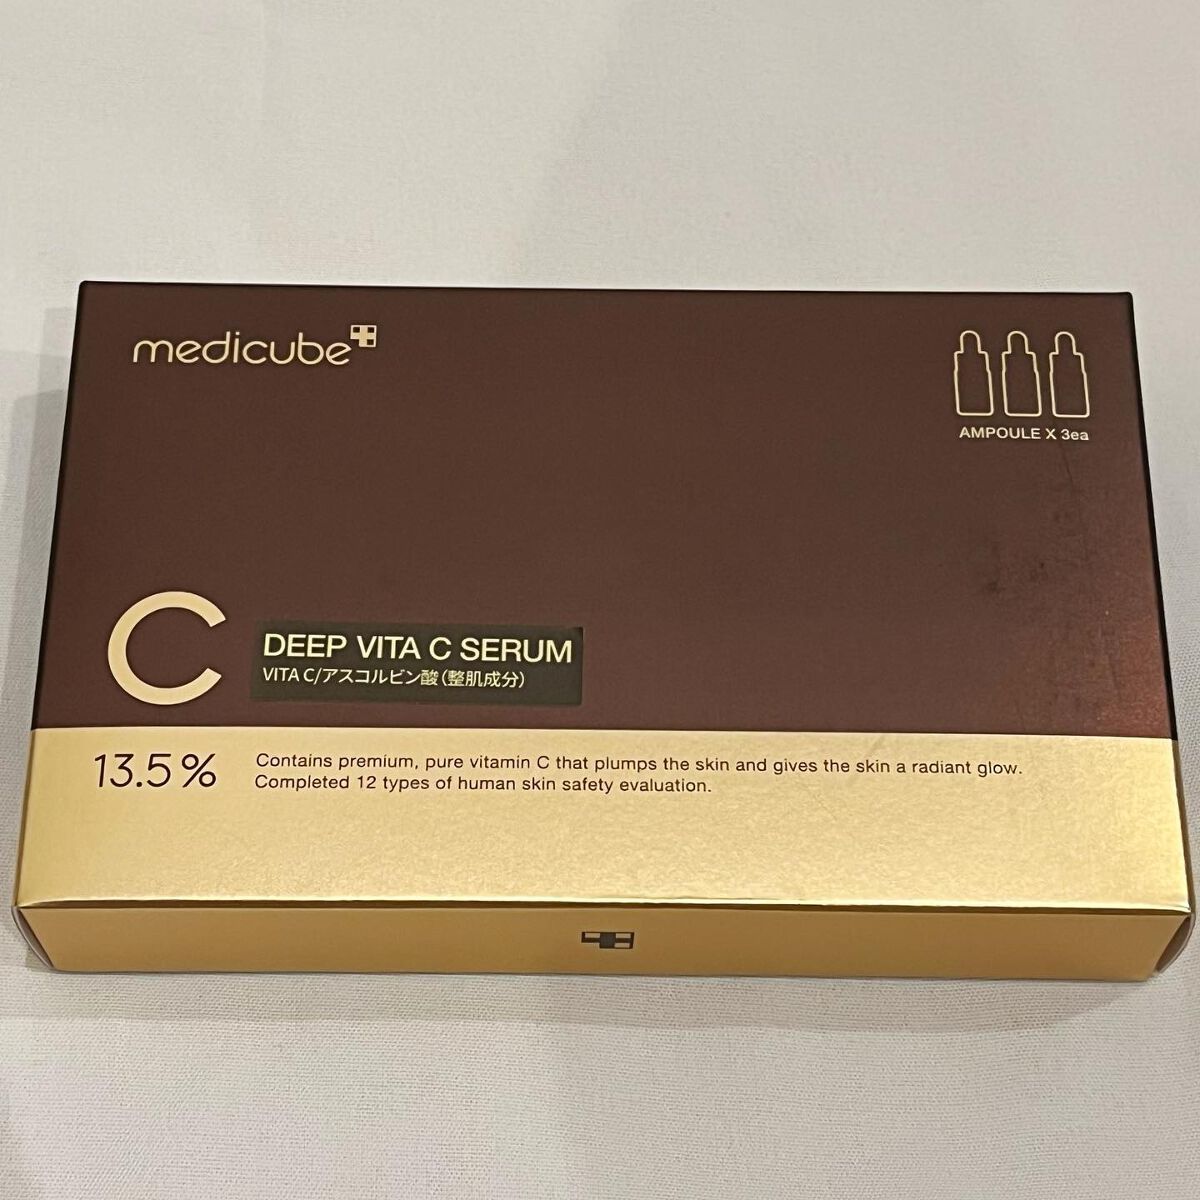 medicube
AMPOULE X 3ea
C
DEEP VITA C SERUM
VITA C/アスコルビン酸(整肌成分)
13.5%
Contains premium, pure vitamin C that plumps the skin and gives the skin a radiant glow.
Completed 12 types of human skin safety evaluation.